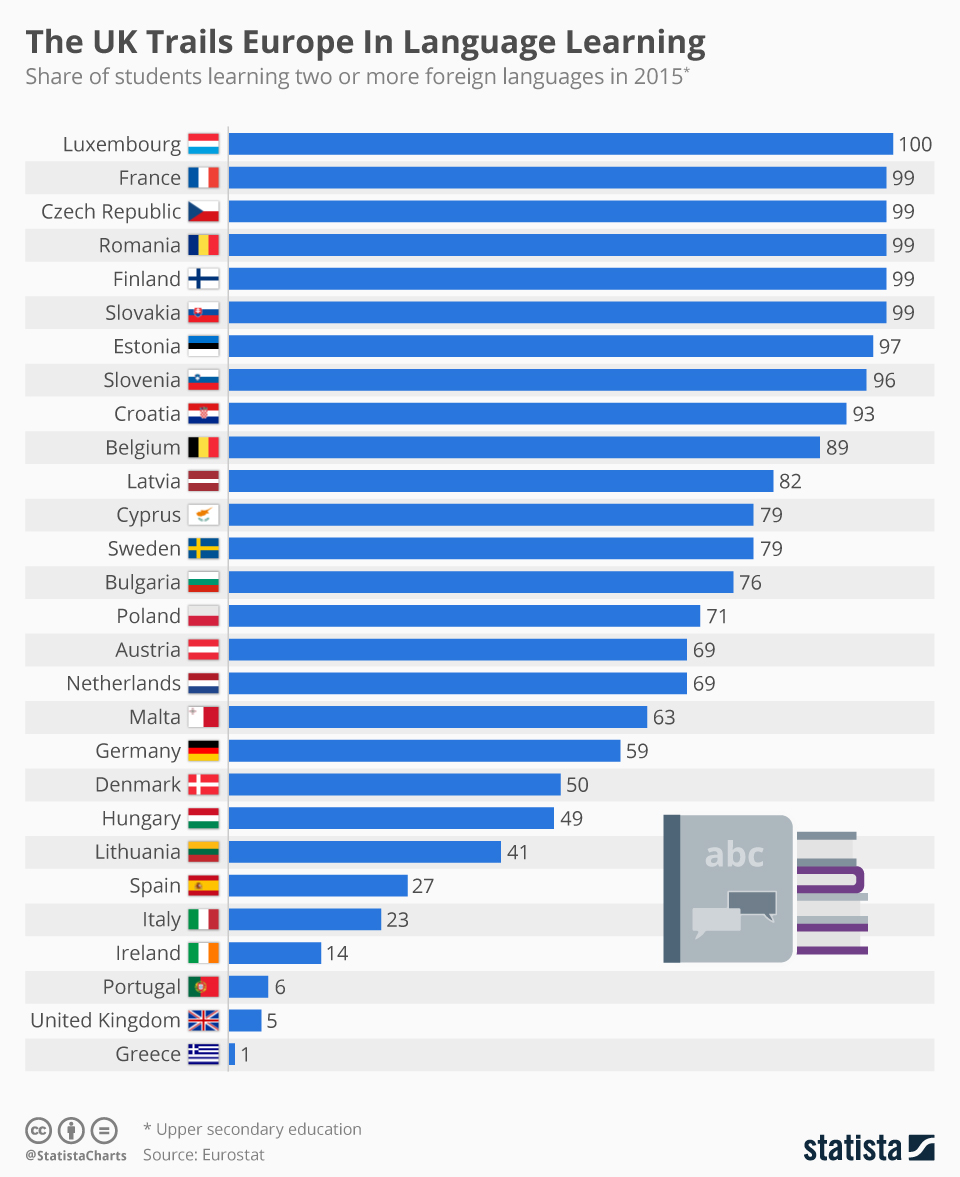 The UK Trails Europe In Language Learning
Share of students learning two or more foreign languages in 2015*
Luxembourg 100
France 99
Czech Republic 99
Romania 99
Finland 99
Slovakia 99
Estonia 97
Slovenia 96
Croatia 93
Belgium 89
Latvia 82
Cyprus 79
Sweden 79
Bulgaria 76
Poland 71
Austria 69
Netherlands 69
Malta 63
Germany 59
Denmark 50
Hungary 49
Lithuania 41
Spain 27
Italy 23
Ireland 14
Portugal 6
United Kingdom 5
Greece 1
abc
cc
* Upper secondary education
@StatistaCharts Source: Eurostat
statista